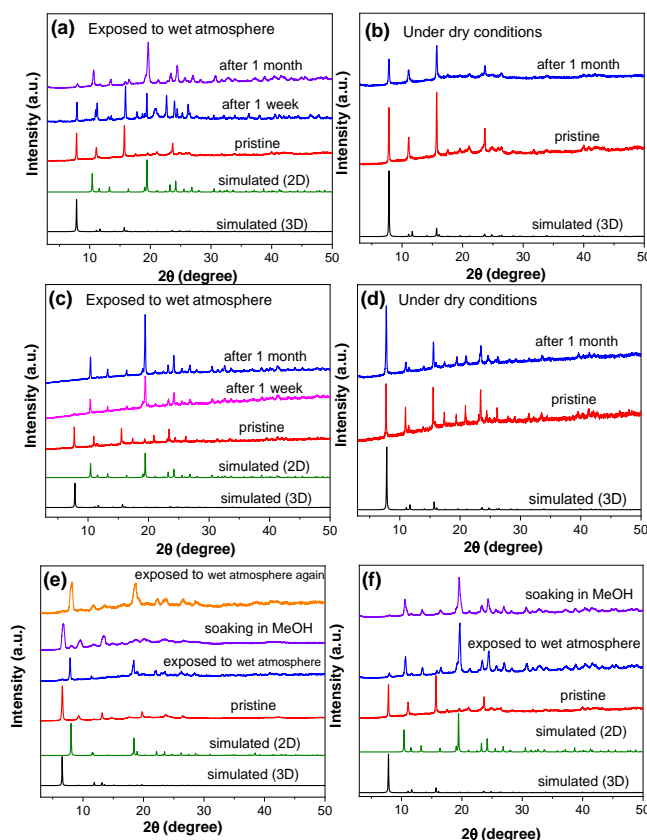 (a) Exposed to wet atmosphere
after 1 month
after 1 week
pristine
simulated (2D)
simulated (3D)
Intensity (a.u.)
10 20 30 40 50
2θ (degree)
(b) Under dry conditions
after 1 month
pristine
simulated (3D)
Intensity (a.u.)
10 20 30 40 50
2θ (degree)
(c) Exposed to wet atmosphere
after 1 month
after 1 week
pristine
simulated (2D)
simulated (3D)
Intensity (a.u.)
10 20 30 40 50
2θ (degree)
(d) Under dry conditions
after 1 month
pristine
simulated (3D)
Intensity (a.u.)
10 20 30 40 50
2θ (degree)
(e)
exposed to wet atmosphere again
soaking in MeOH
exposed to wet atmosphere
pristine
simulated (2D)
simulated (3D)
Intensity (a.u.)
10 20 30 40 50
2θ (degree)
(f)
soaking in MeOH
exposed to wet atmosphere
pristine
simulated (2D)
simulated (3D)
Intensity (a.u.)
10 20 30 40 50
2θ (degree)